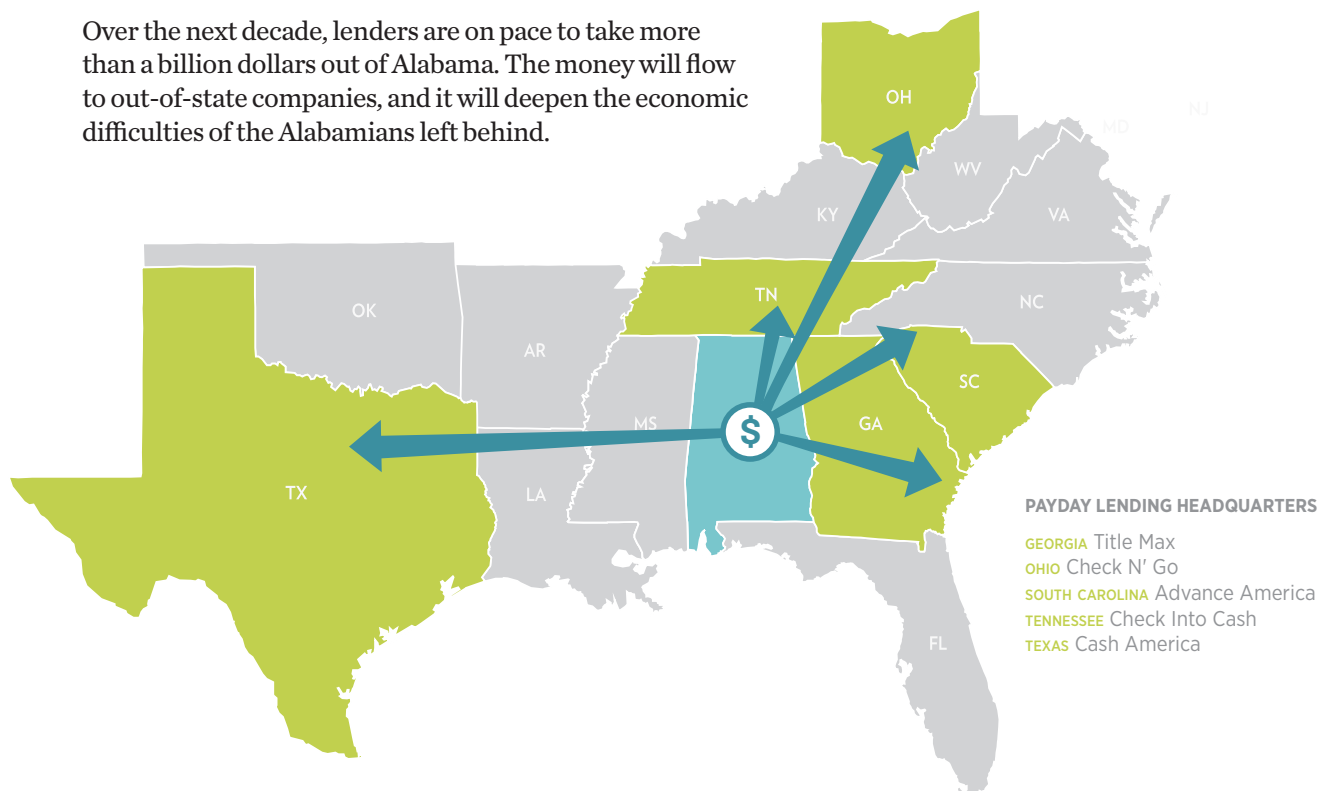 Over the next decade, lenders are on pace to take more
than a billion dollars out of Alabama. The money will flow
to out-of-state companies, and it will deepen the economic
difficulties of the Alabamians left behind.
OH
NJ
MD
WV
KY
VA
TN
NC
OK
AR
SC
MS
GA
$
TX
LA
FL
PAYDAY LENDING HEADQUARTERS
GEORGIA Title Max
OHIO Check N' Go
SOUTH CAROLINA Advance America
TENNESSEE Check Into Cash
TEXAS Cash America